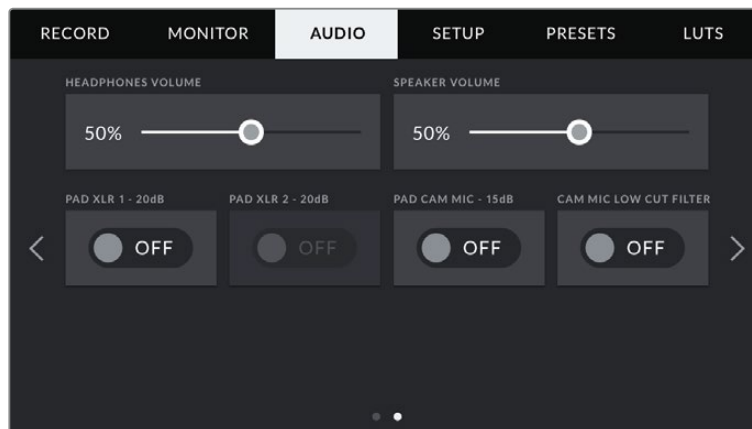 RECORD MONITOR AUDIO SETUP PRESETS LUTS
HEADPHONES VOLUME SPEAKER VOLUME
50% 50%
PAD XLR 1 - 20dB PAD XLR 2 - 20dB PAD CAM MIC - 15dB CAM MIC LOW CUT FILTER
OFF OFF OFF OFF